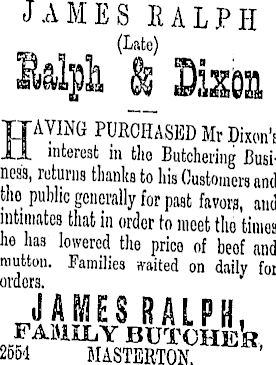 JAMES RALPH
(Late)
Ralph & Dixon
HAVING PURCHASED Mr Dixon's
interest in the Butchering Busi-
ness, returns thanks to his Customers and
the public generally for past favors, and
intimates that in order to meet the times
he has lowered the price of beef and
mutton. Families waited on daily for
orders.
JAMES RALPH,
FAMILY BUTCHER,
2554 MASTERTON.